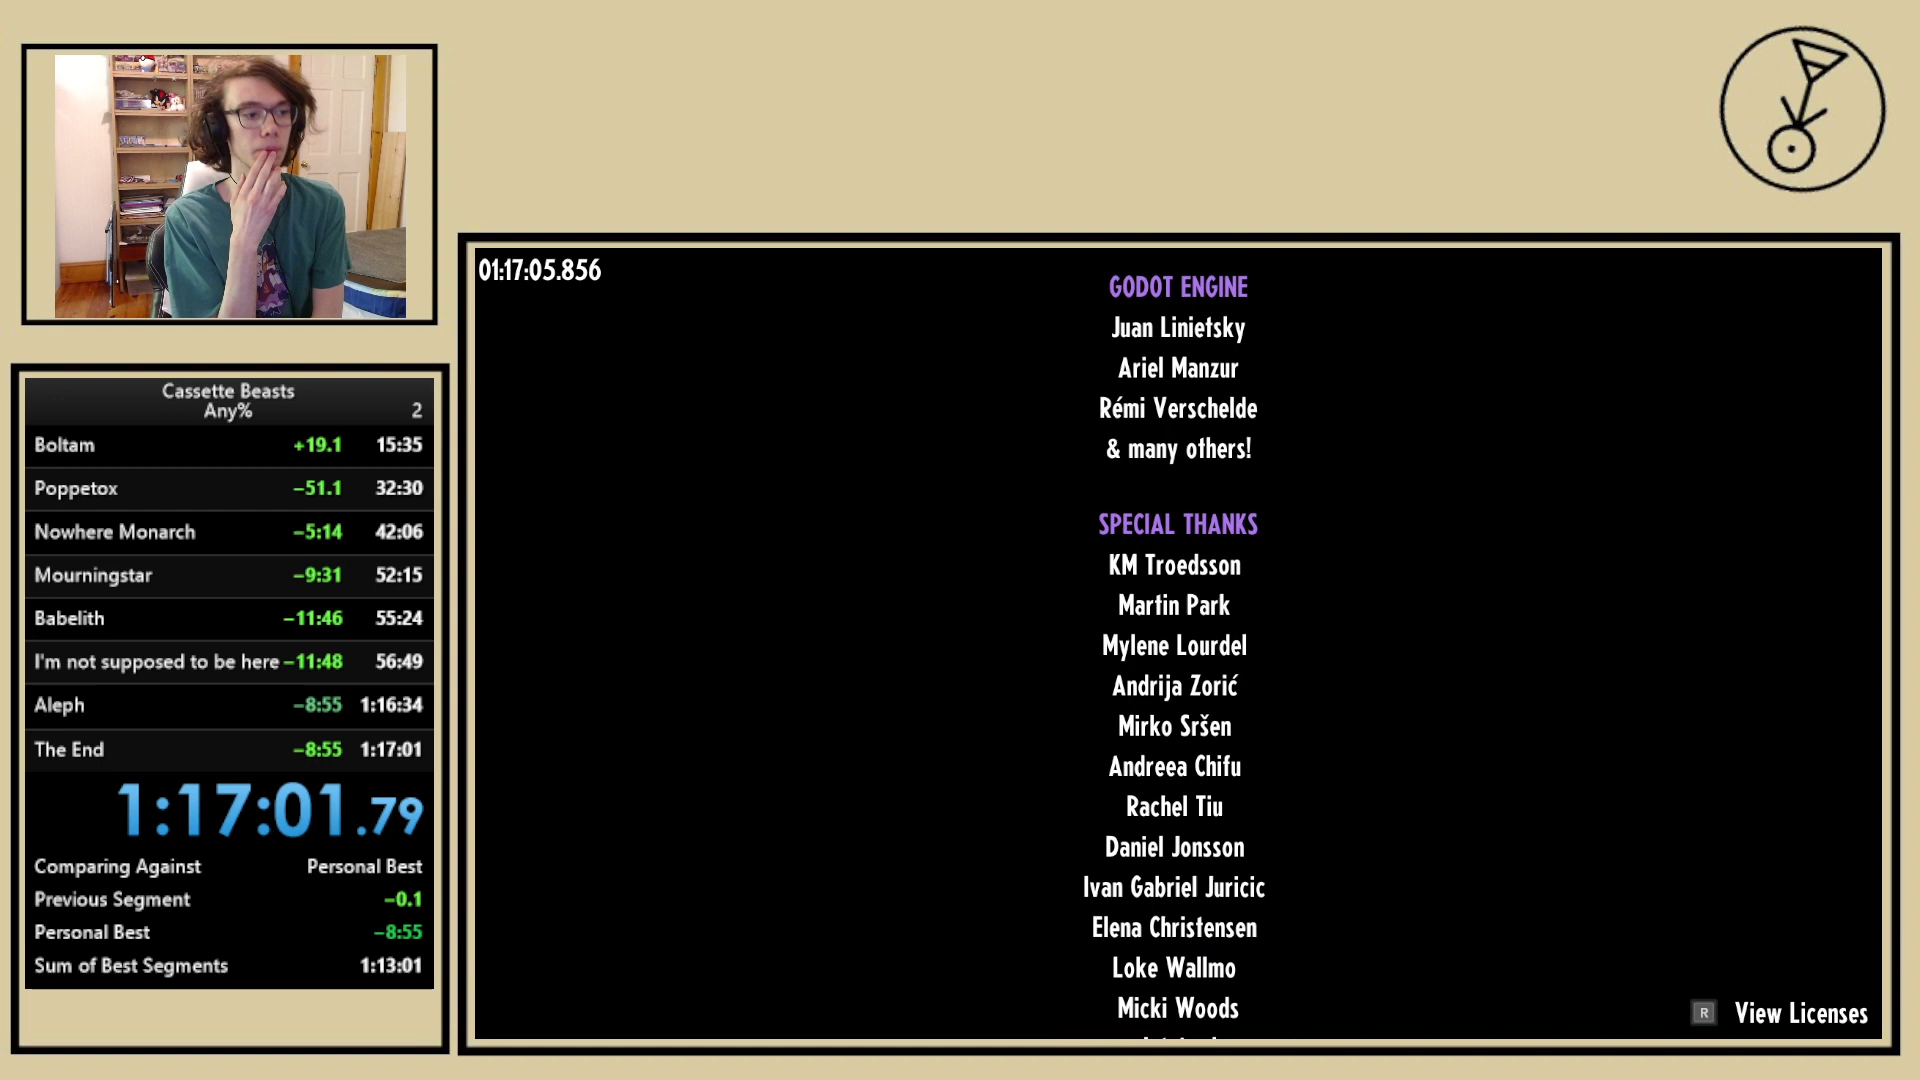 Cassette Beasts
Any% 2
Boltam +19.1 15:35
Poppetox −51.1 32:30
Nowhere Monarch −5:14 42:06
Mourningstar −9:31 52:15
Babelith −11:46 55:24
I'm not supposed to be here −11:48 56:49
Aleph −8:55 1:16:34
The End −8:55 1:17:01
1:17:01.79
Comparing Against Personal Best
Previous Segment −0.1
Personal Best −8:55
Sum of Best Segments 1:13:01
01:17:05.856
GODOT ENGINE
Juan Linietsky
Ariel Manzur
Rémi Verschelde
& many others!
SPECIAL THANKS
KM Troedsson
Martin Park
Mylene Lourdel
Andrija Zorić
Mirko Sršen
Andreea Chifu
Rachel Tiu
Daniel Jonsson
Ivan Gabriel Juricic
Elena Christensen
Loke Wallmo
Micki Woods
R View Licenses